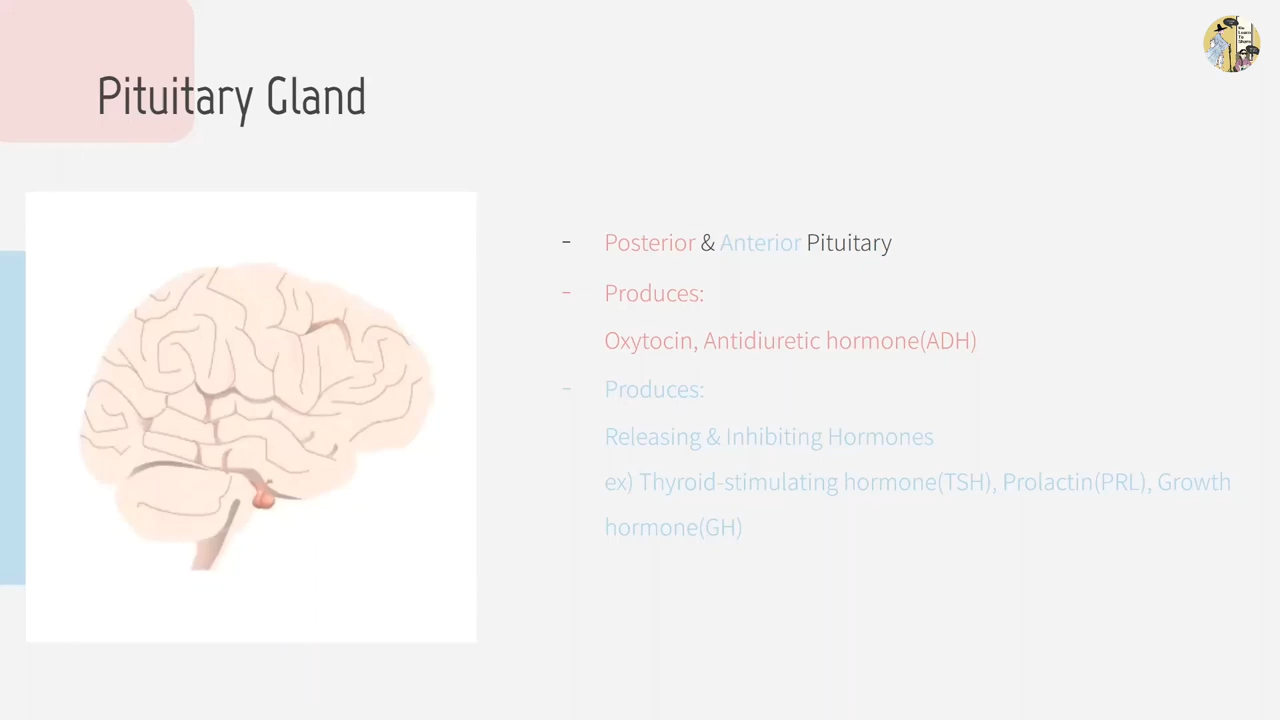 Pituitary Gland
- Posterior & Anterior Pituitary
- Produces:
Oxytocin, Antidiuretic hormone(ADH)
- Produces:
Releasing & Inhibiting Hormones
ex) Thyroid-stimulating hormone(TSH), Prolactin(PRL), Growth
hormone(GH)